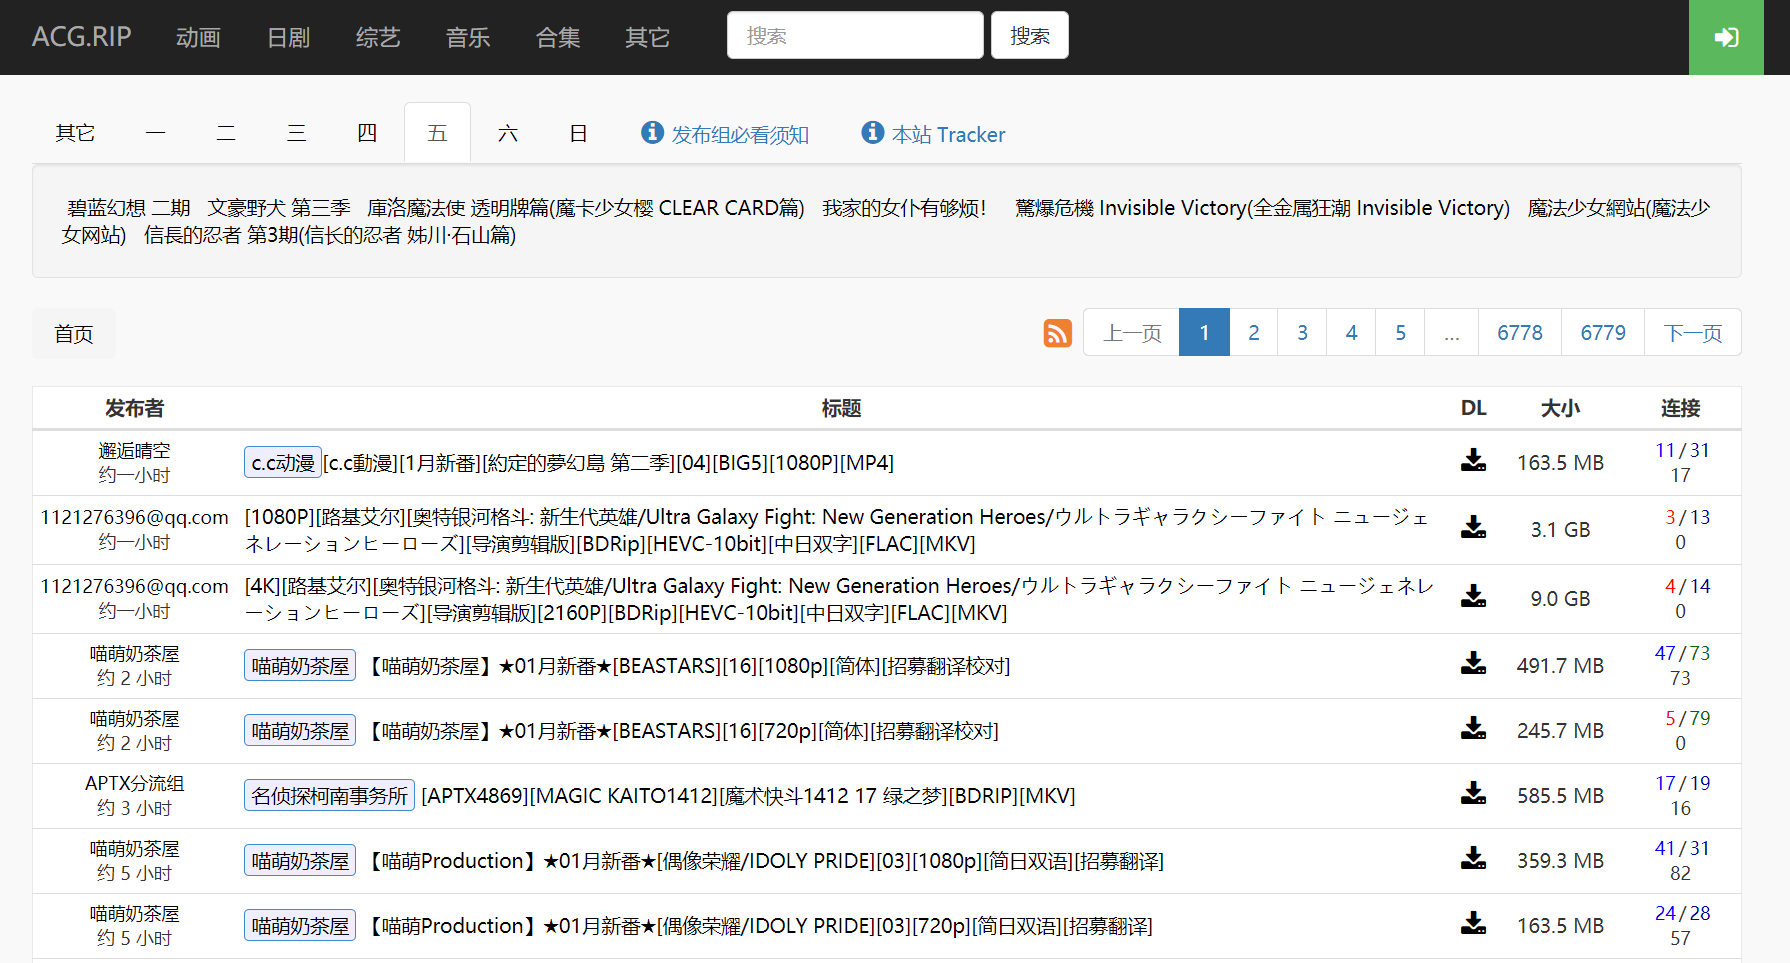 ACG.RIP 动画 日剧 综艺 音乐 合集 其它 搜索 搜索
其它 一 二 三 四 五 六 日 发布组必看须知 本站 Tracker
碧蓝幻想 二期 文豪野犬 第三季 庫洛魔法使 透明牌篇(魔卡少女樱 CLEAR CARD篇) 我家的女仆有够烦! 驚爆危機 Invisible Victory(全金属狂潮 Invisible Victory) 魔法少女網站(魔法少
女网站) 信長的忍者 第3期(信长的忍者 姊川·石山篇)
首页 上一页 1 2 3 4 5 ... 6778 6779 下一页
发布者 标题 DL 大小 连接
邂逅晴空
约一小时
c.c动漫 [c.c動漫][1月新番][約定的夢幻島 第二季][04][BIG5][1080P][MP4]
163.5 MB
11/31
17
1121276396@qq.com
约一小时
[1080P][路基艾尔][奥特银河格斗: 新生代英雄/Ultra Galaxy Fight: New Generation Heroes/ウルトラギャラクシーファイト ニュージェ
ネレーションヒーローズ][导演剪辑版][BDRip][HEVC-10bit][中日双字][FLAC][MKV]
3.1 GB
3/13
0
1121276396@qq.com
约一小时
[4K][路基艾尔][奥特银河格斗: 新生代英雄/Ultra Galaxy Fight: New Generation Heroes/ウルトラギャラクシーファイト ニュージェネレ
ーションヒーローズ][导演剪辑版][2160P][BDRip][HEVC-10bit][中日双字][FLAC][MKV]
9.0 GB
4/14
0
喵萌奶茶屋
约 2 小时
喵萌奶茶屋 【喵萌奶茶屋】★01月新番★[BEASTARS][16][1080p][简体][招募翻译校对]
491.7 MB
47/73
73
喵萌奶茶屋
约 2 小时
喵萌奶茶屋 【喵萌奶茶屋】★01月新番★[BEASTARS][16][720p][简体][招募翻译校对]
245.7 MB
5/79
0
APTX分流组
约 3 小时
名侦探柯南事务所 [APTX4869][MAGIC KAITO1412][魔术快斗1412 17 绿之梦][BDRIP][MKV]
585.5 MB
17/19
16
喵萌奶茶屋
约 5 小时
喵萌奶茶屋 【喵萌Production】★01月新番★[偶像荣耀/IDOLY PRIDE][03][1080p][简日双语][招募翻译]
359.3 MB
41/31
82
喵萌奶茶屋
约 5 小时
喵萌奶茶屋 【喵萌Production】★01月新番★[偶像荣耀/IDOLY PRIDE][03][720p][简日双语][招募翻译]
163.5 MB
24/28
57